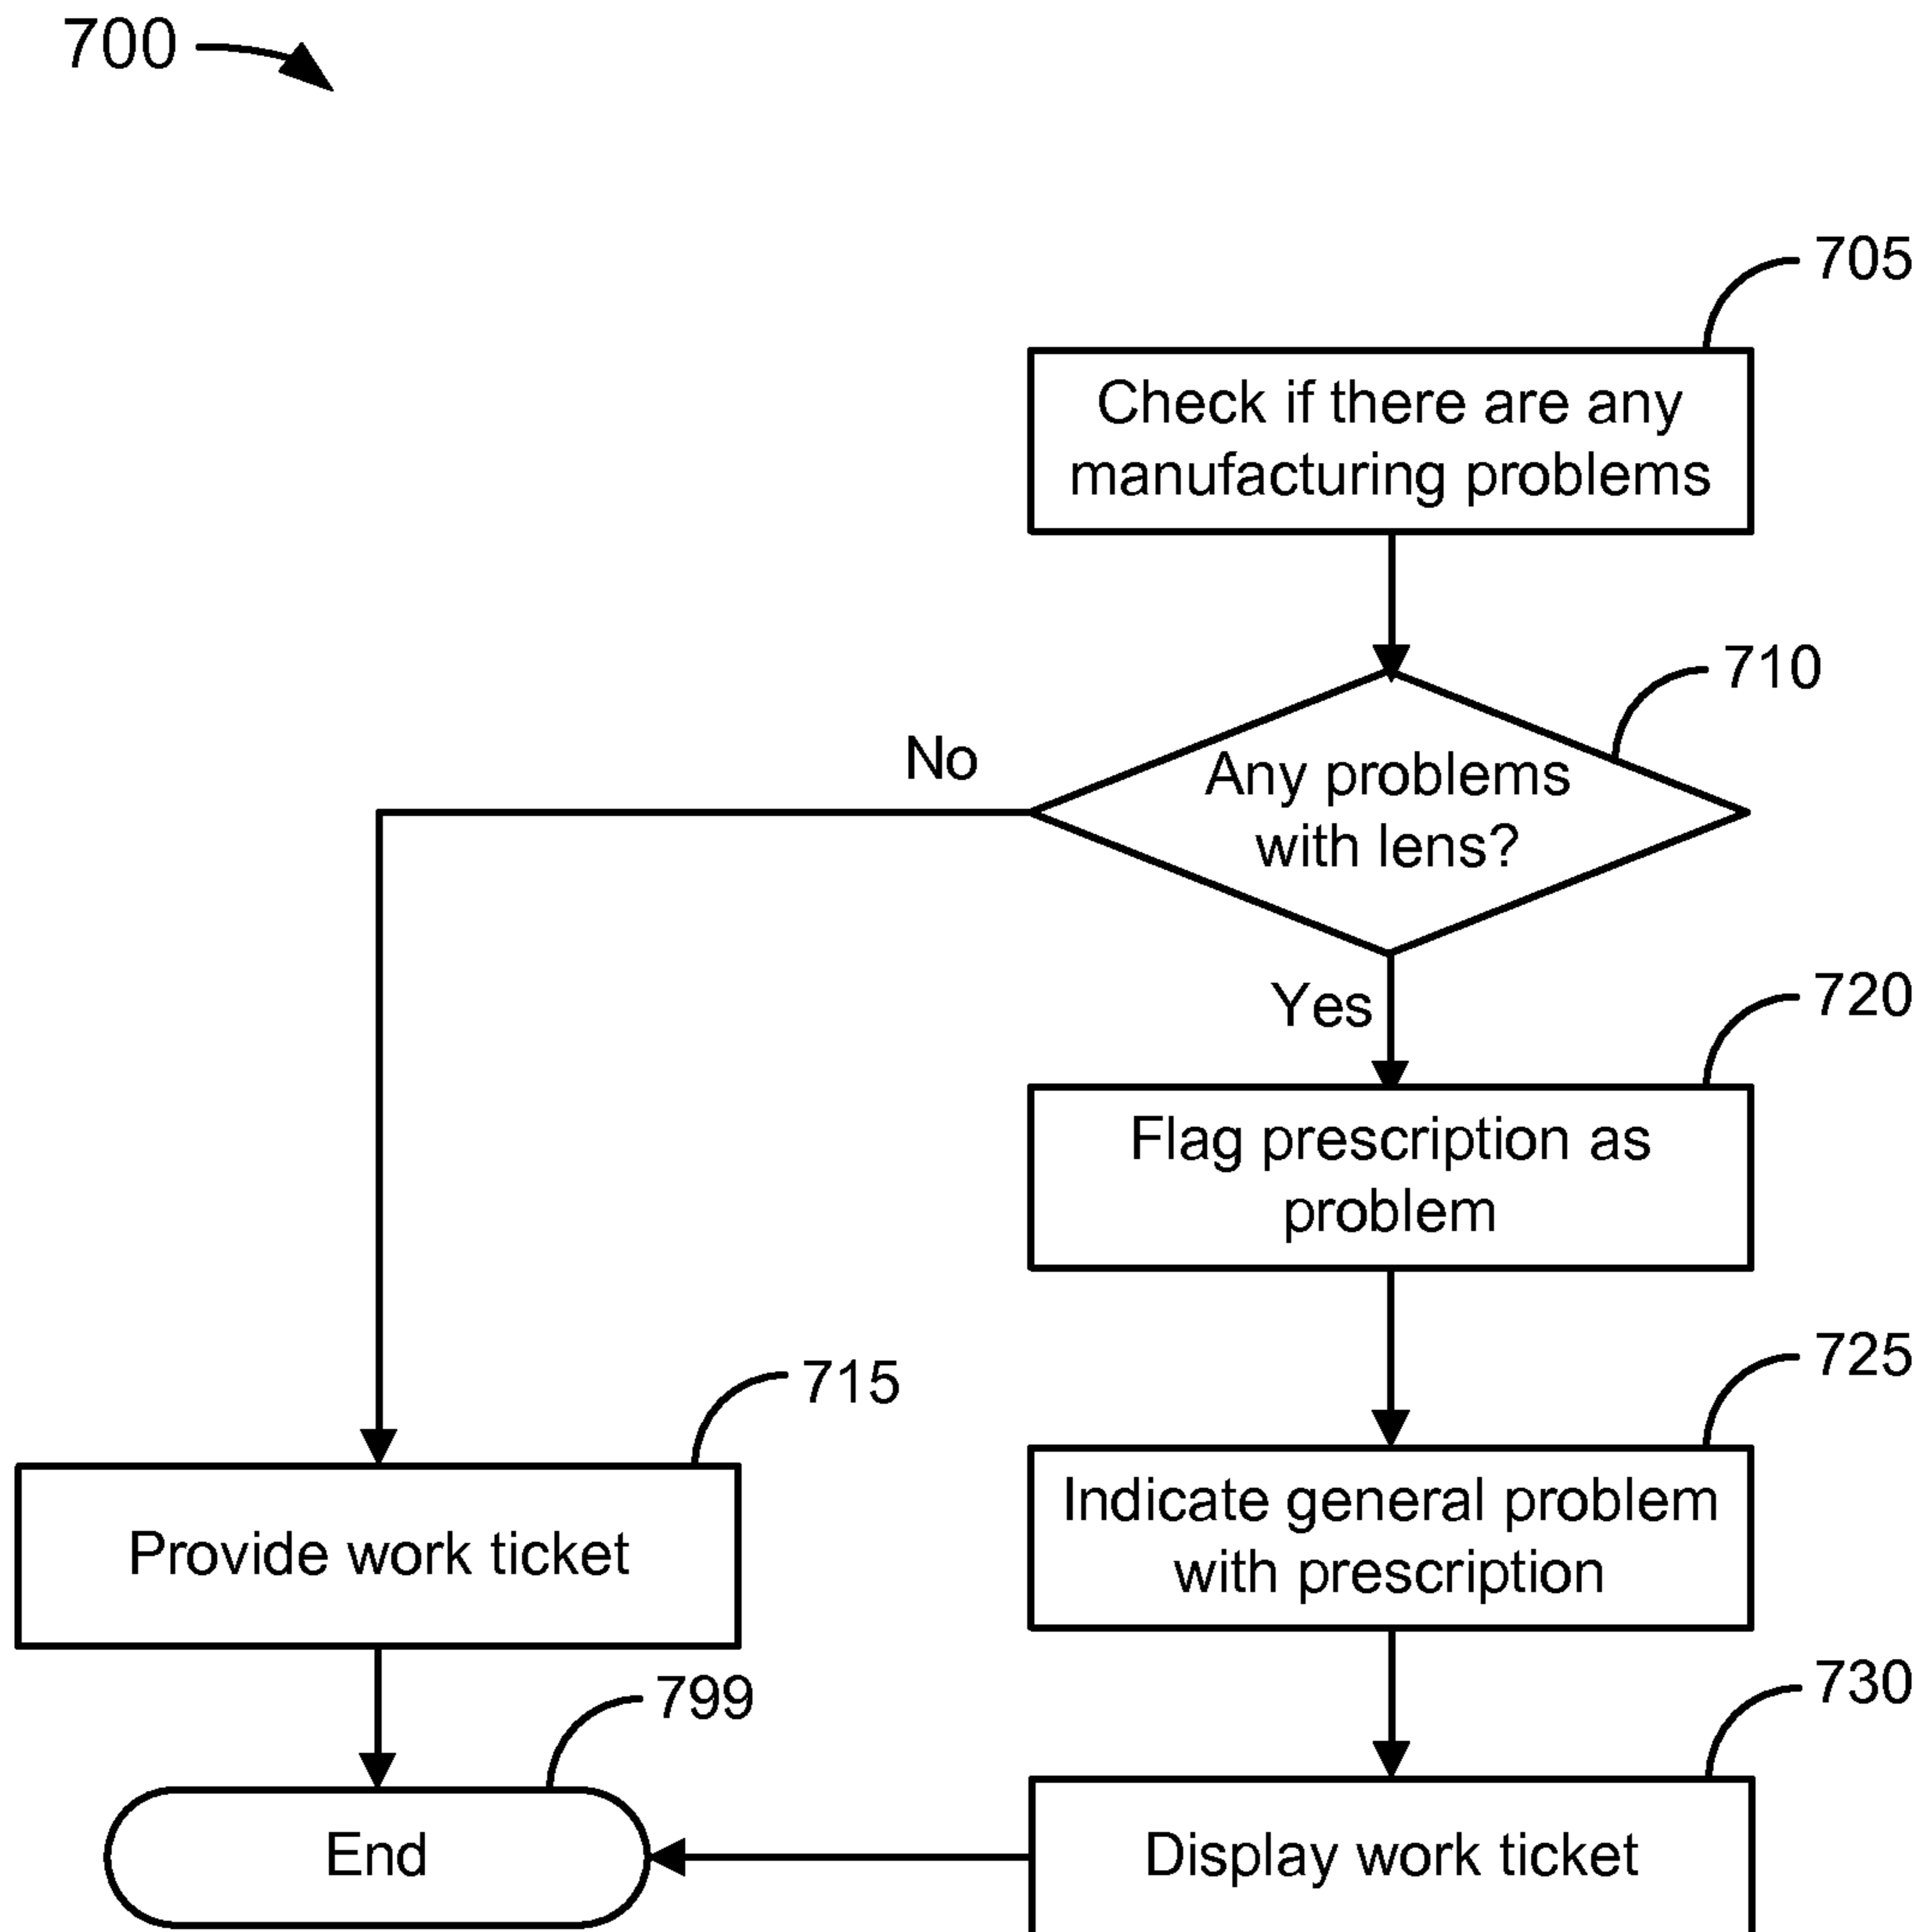 700
705
Check if there are any
manufacturing problems
710
No
Any problems
with lens?
Yes
720
Flag prescription as
problem
725
715
Indicate general problem
with prescription
Provide work ticket
730
799
Display work ticket
End